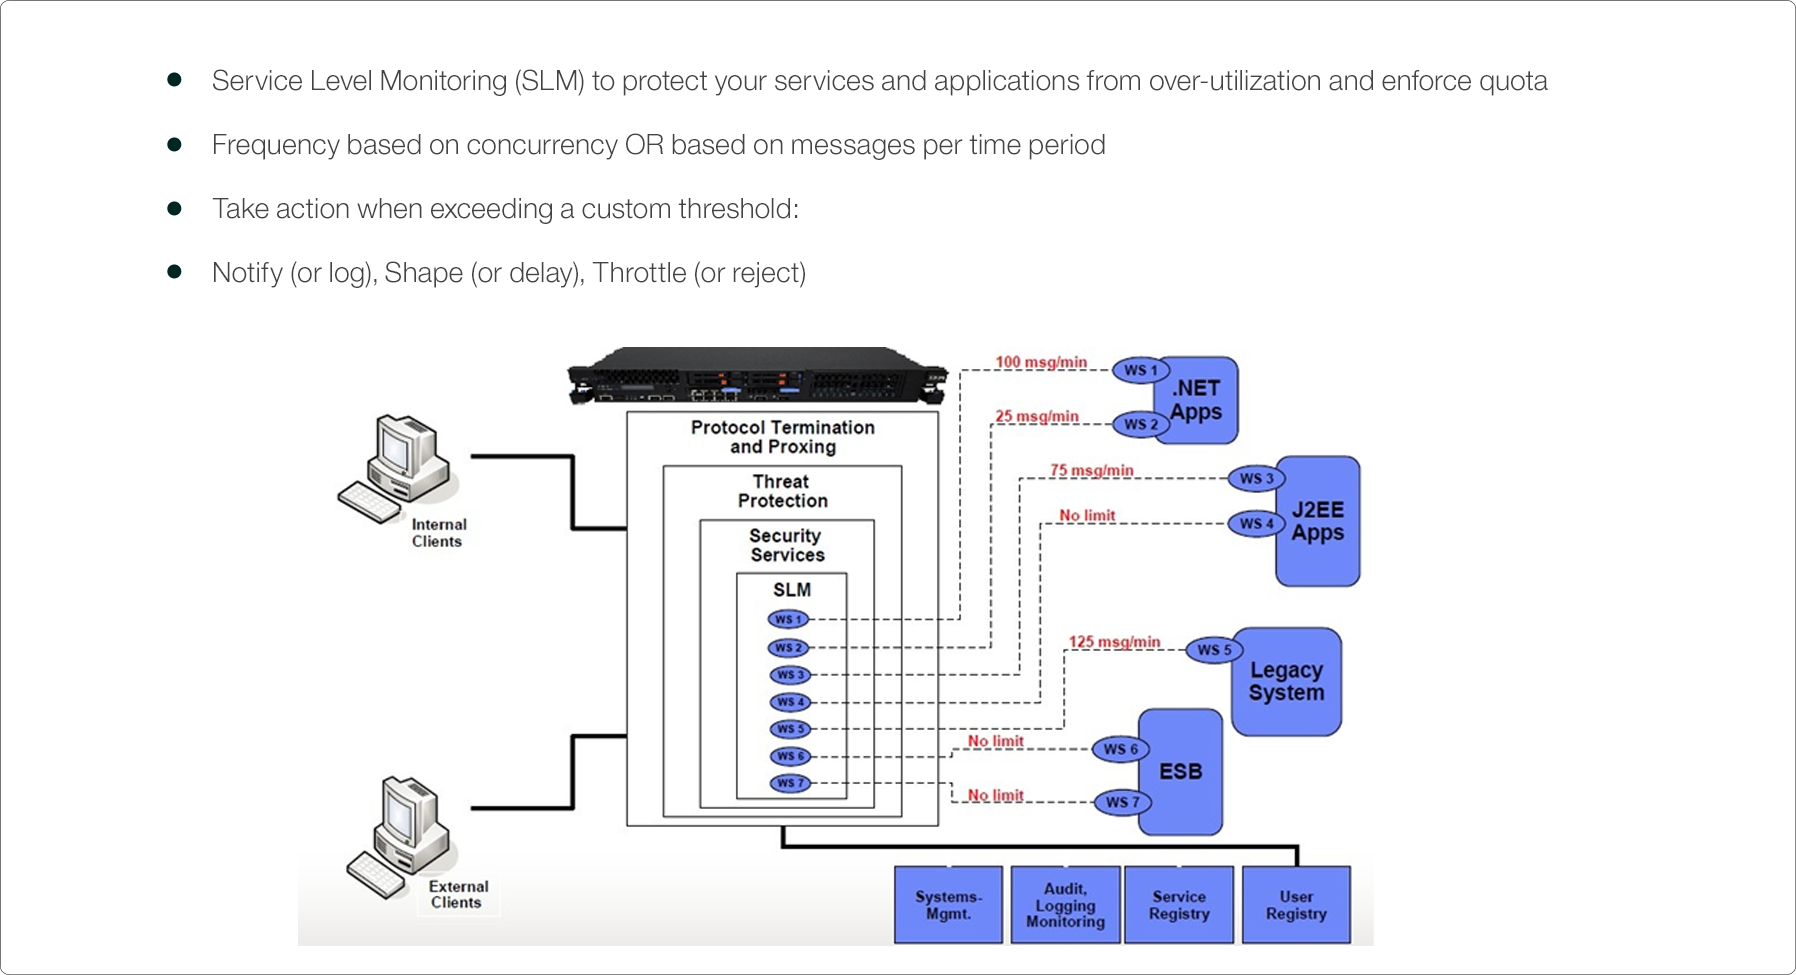 Service Level Monitoring (SLM) to protect your services and applications from over-utilization and enforce quota
Frequency based on concurrency OR based on messages per time period
Take action when exceeding a custom threshold:
Notify (or log), Shape (or delay), Throttle (or reject)
Internal
Clients
External
Clients
Protocol Termination
and Proxing
Threat
Protection
Security
Services
SLM
WS 1
WS 2
WS 3
WS 4
WS 5
WS 6
WS 7
100 msg/min
WS 1
25 msg/min
WS 2
.NET
Apps
75 msg/min
WS 3
No limit
WS 4
J2EE
Apps
125 msg/min
WS 5
Legacy
System
No limit
WS 6
No limit
WS 7
ESB
Systems-
Mgmt.
Audit,
Logging
Monitoring
Service
Registry
User
Registry